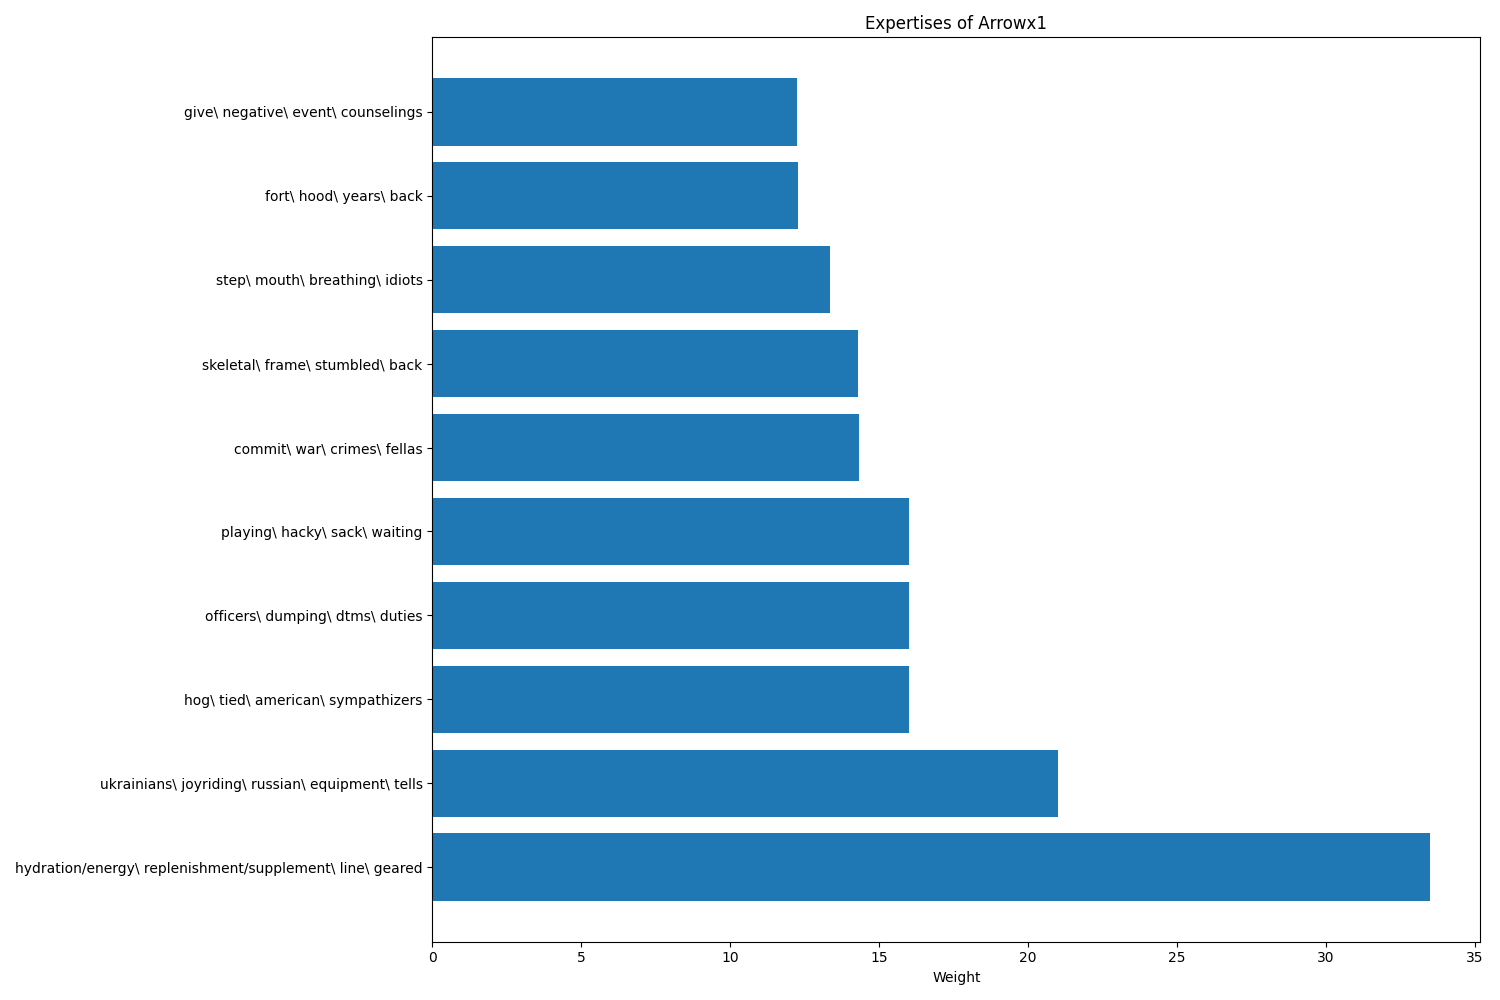 Expertises of Arrowx1
give\ negative\ event\ counselings
fort\ hood\ years\ back
step\ mouth\ breathing\ idiots
skeletal\ frame\ stumbled\ back
commit\ war\ crimes\ fellas
playing\ hacky\ sack\ waiting
officers\ dumping\ dtms\ duties
hog\ tied\ american\ sympathizers
ukrainians\ joyriding\ russian\ equipment\ tells
hydration/energy\ replenishment/supplement\ line\ geared
0 5 10 15 20 25 30 35
Weight